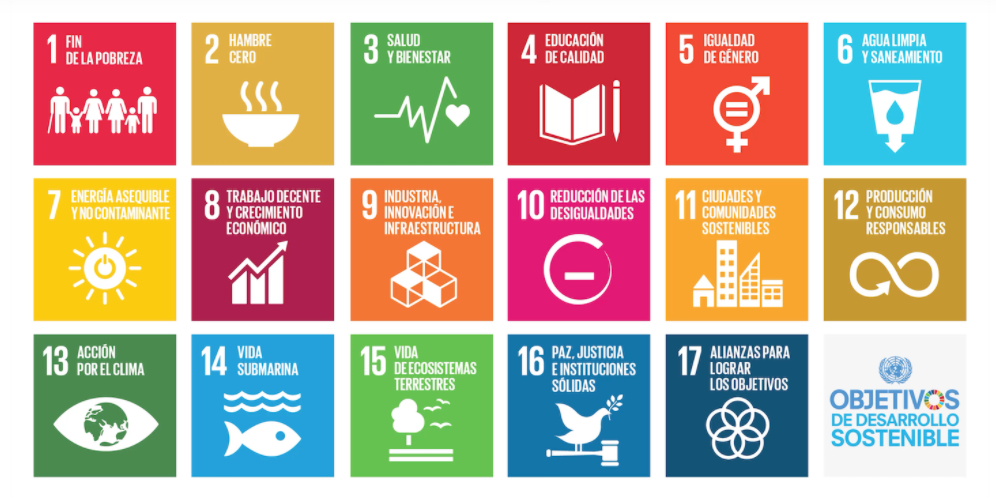 1 FIN
DE LA POBREZA
2 HAMBRE
CERO
3 SALUD
Y BIENESTAR
4 EDUCACIÓN
DE CALIDAD
5 IGUALDAD
DE GÉNERO
6 AGUA LIMPIA
Y SANEAMIENTO
7 ENERGÍA ASEQUIBLE
Y NO CONTAMINANTE
8 TRABAJO DECENTE
Y CRECIMIENTO
ECONÓMICO
9 INDUSTRIA,
INNOVACIÓN E
INFRAESTRUCTURA
10 REDUCCIÓN DE LAS
DESIGUALDADES
11 CIUDADES Y
COMUNIDADES
SOSTENIBLES
12 PRODUCCIÓN
Y CONSUMO
RESPONSABLES
13 ACCIÓN
POR EL CLIMA
14 VIDA
SUBMARINA
15 VIDA
DE ECOSISTEMAS
TERRESTRES
16 PAZ, JUSTICIA
E INSTITUCIONES
SÓLIDAS
17 ALIANZAS PARA
LOGRAR
LOS OBJETIVOS
OBJETIVOS
DE DESARROLLO
SOSTENIBLE